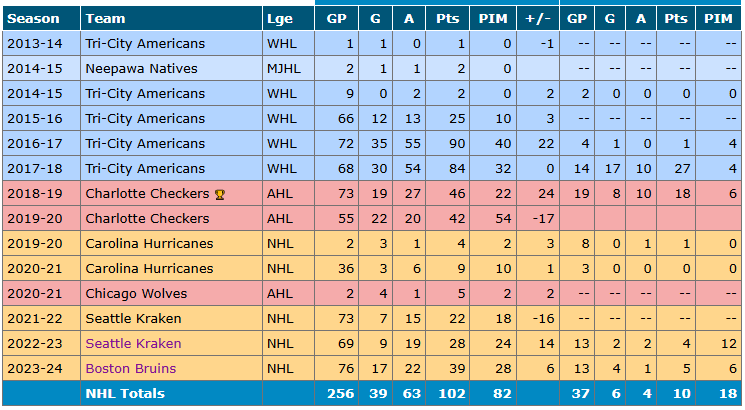 Season Team Lge GP G A Pts PIM +/- GP G A Pts PIM
2013-14 Tri-City Americans WHL 1 1 0 1 0 -1 -- -- -- -- --
2014-15 Neepawa Natives MJHL 2 1 1 2 0 -- -- -- -- --
2014-15 Tri-City Americans WHL 9 0 2 2 0 2 2 0 0 0 0
2015-16 Tri-City Americans WHL 66 12 13 25 10 3 -- -- -- -- --
2016-17 Tri-City Americans WHL 72 35 55 90 40 22 4 1 0 1 4
2017-18 Tri-City Americans WHL 68 30 54 84 32 0 14 17 10 27 4
2018-19 Charlotte Checkers AHL 73 19 27 46 22 24 19 8 10 18 6
2019-20 Charlotte Checkers AHL 55 22 20 42 54 -17
2019-20 Carolina Hurricanes NHL 2 3 1 4 2 3 8 0 1 1 0
2020-21 Carolina Hurricanes NHL 36 3 6 9 10 1 3 0 0 0 0
2020-21 Chicago Wolves AHL 2 4 1 5 2 2 -- -- -- -- --
2021-22 Seattle Kraken NHL 73 7 15 22 18 -16 -- -- -- -- --
2022-23 Seattle Kraken NHL 69 9 19 28 24 14 13 2 2 4 12
2023-24 Boston Bruins NHL 76 17 22 39 28 6 13 4 1 5 6
NHL Totals 256 39 63 102 82 37 6 4 10 18